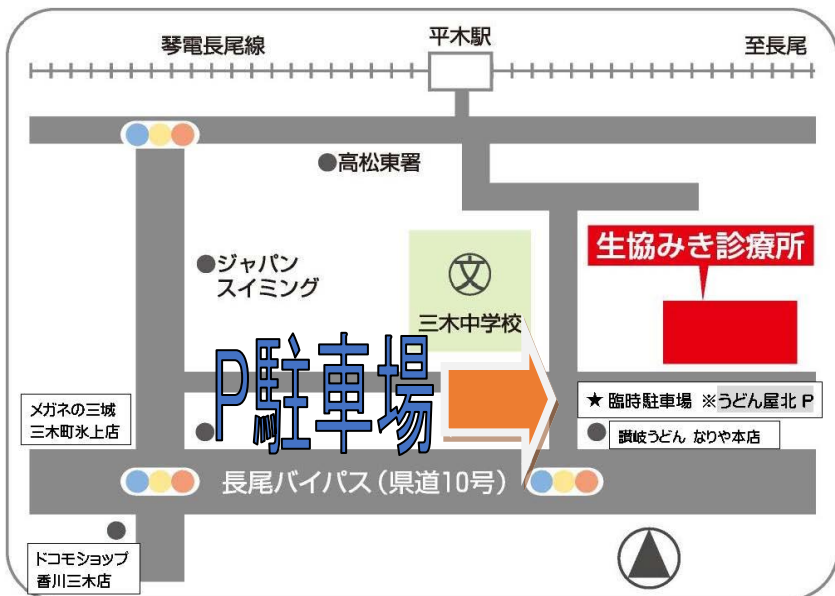 琴電長尾線
平木駅
至長尾
●高松東署
生協みき診療所
●ジャパン
スイミング
文
三木中学校
P駐車場
メガネの三城
三木町氷上店
★ 臨時駐車場 ※うどん屋北 P
讃岐うどん なりや本店
長尾バイパス(県道10号)
ドコモショップ
香川三木店